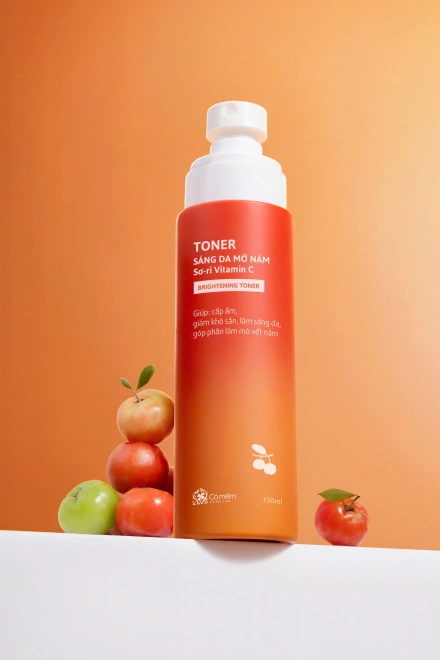 TONER
SÁNG DA MỜ NÁM
Sơ-ri Vitamin C
BRIGHTENING TONER
Giúp: cấp ẩm,
giảm khô sần, làm sáng da,
góp phần làm mờ vết nám
Cỏ mềm
150ml